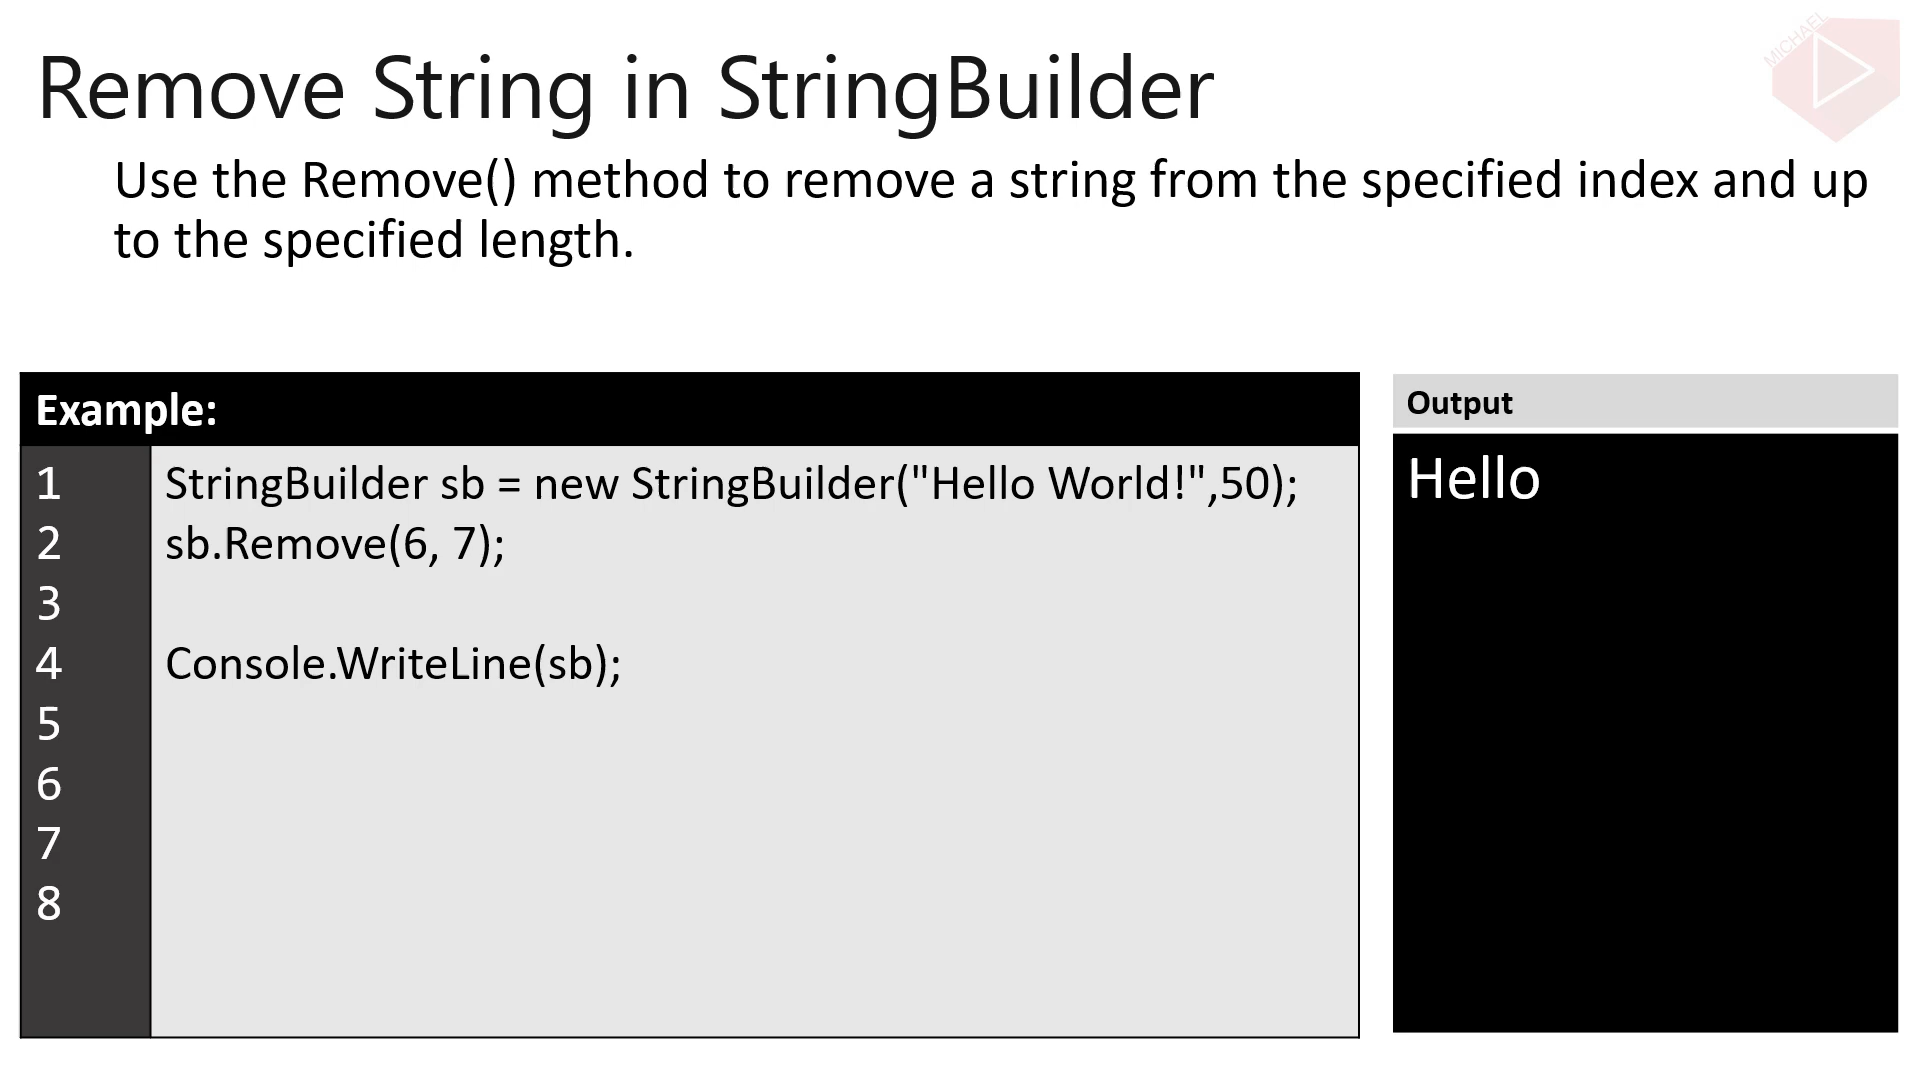 Remove String in StringBuilder
MICHAEL
Use the Remove() method to remove a string from the specified index and up
to the specified length.
Example:
1 StringBuilder sb = new StringBuilder("Hello World!",50);
2 sb.Remove(6, 7);
3
4 Console.WriteLine(sb);
5
6
7
8
Output
Hello